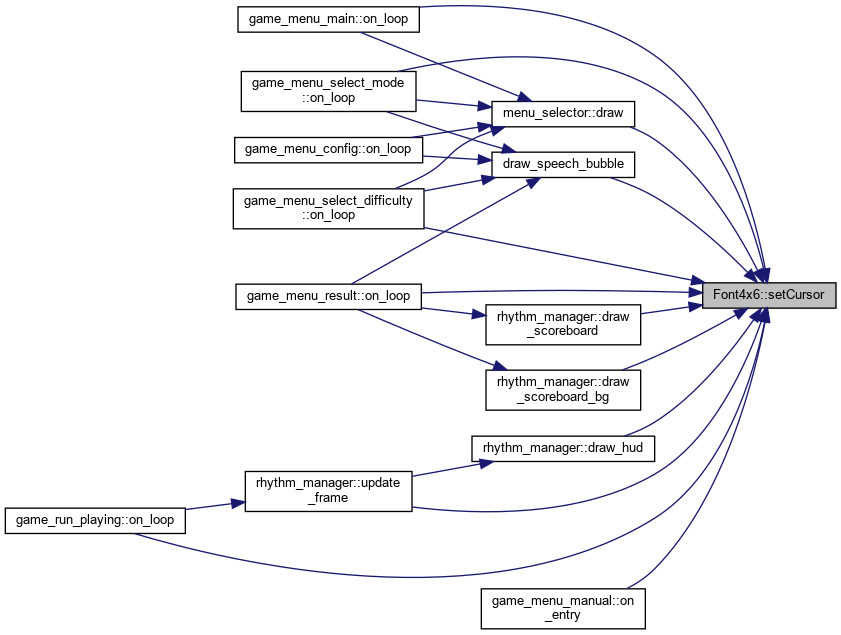 game_menu_main::on_loop
game_menu_select_mode
::on_loop
menu_selector::draw
game_menu_config::on_loop
draw_speech_bubble
game_menu_select_difficulty
::on_loop
game_menu_result::on_loop
Font4x6::setCursor
rhythm_manager::draw
_scoreboard
rhythm_manager::draw
_scoreboard_bg
rhythm_manager::draw_hud
rhythm_manager::update
_frame
game_run_playing::on_loop
game_menu_manual::on
_entry